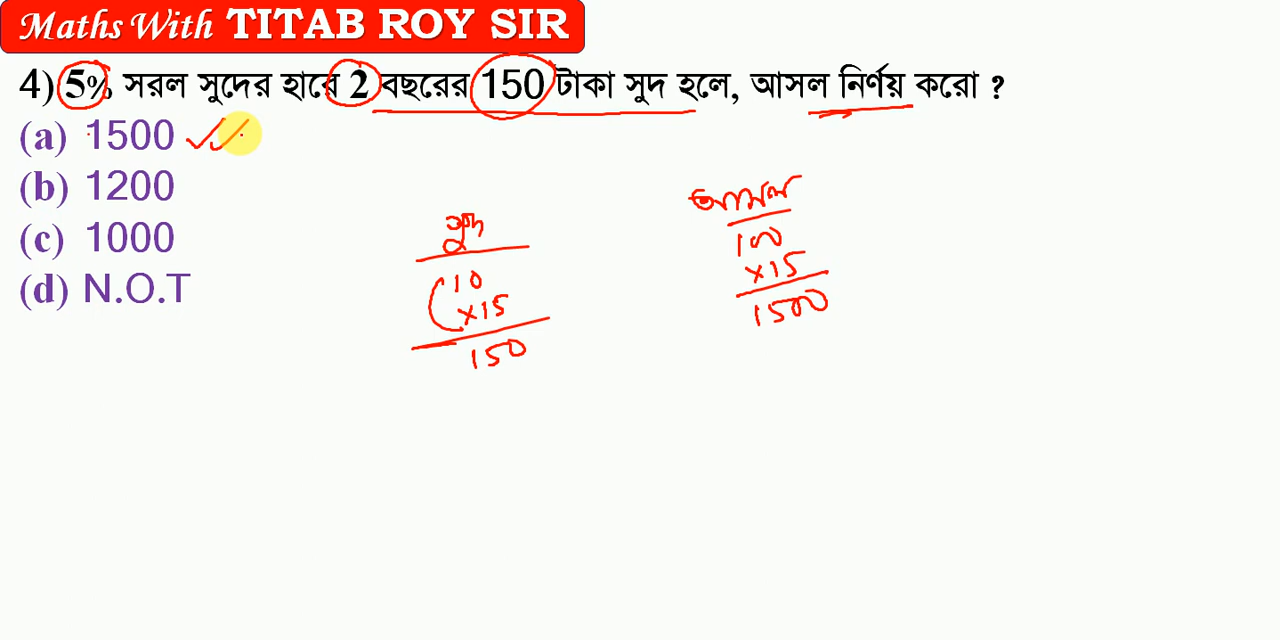 Maths With TITAB ROY SIR
4) 5% সরল সুদের হারে 2 বছরের 150 টাকা সুদ হলে, আসল নির্ণয় করো ?
(a) 1500
(b) 1200
(c) 1000
(d) N.O.T
সুদ
10
×15
150
আসল
100
×15
1500